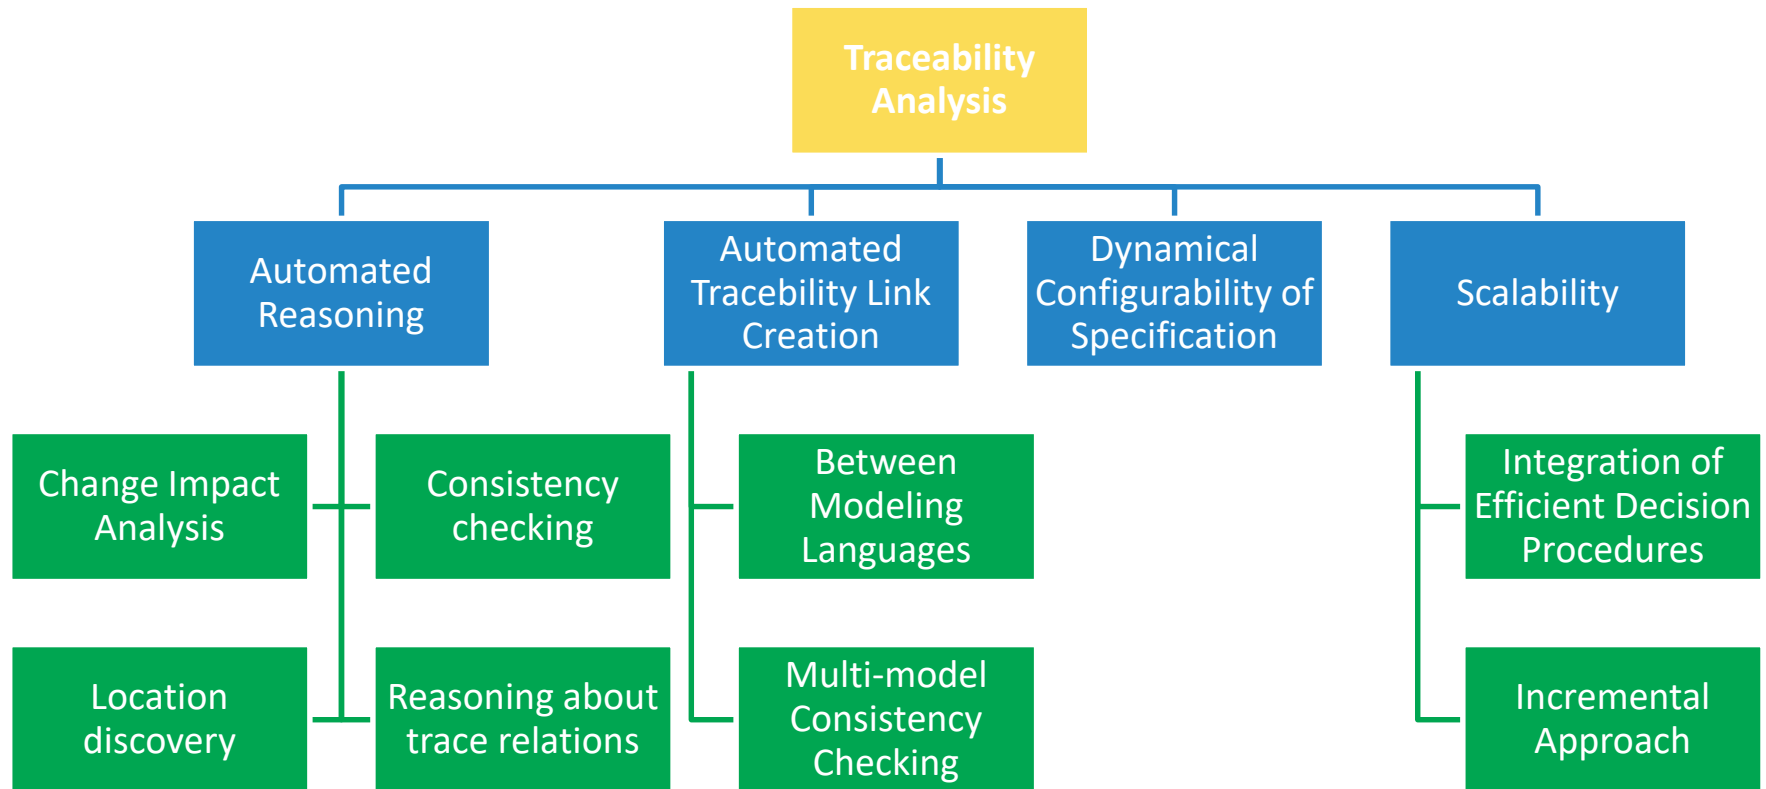 Traceability
Analysis
Automated
Reasoning
Automated
Tracebility Link
Creation
Dynamical
Configurability of
Specification
Scalability
Change Impact
Analysis
Consistency
checking
Between
Modeling
Languages
Integration of
Efficient Decision
Procedures
Location
discovery
Reasoning about
trace relations
Multi-model
Consistency
Checking
Incremental
Approach